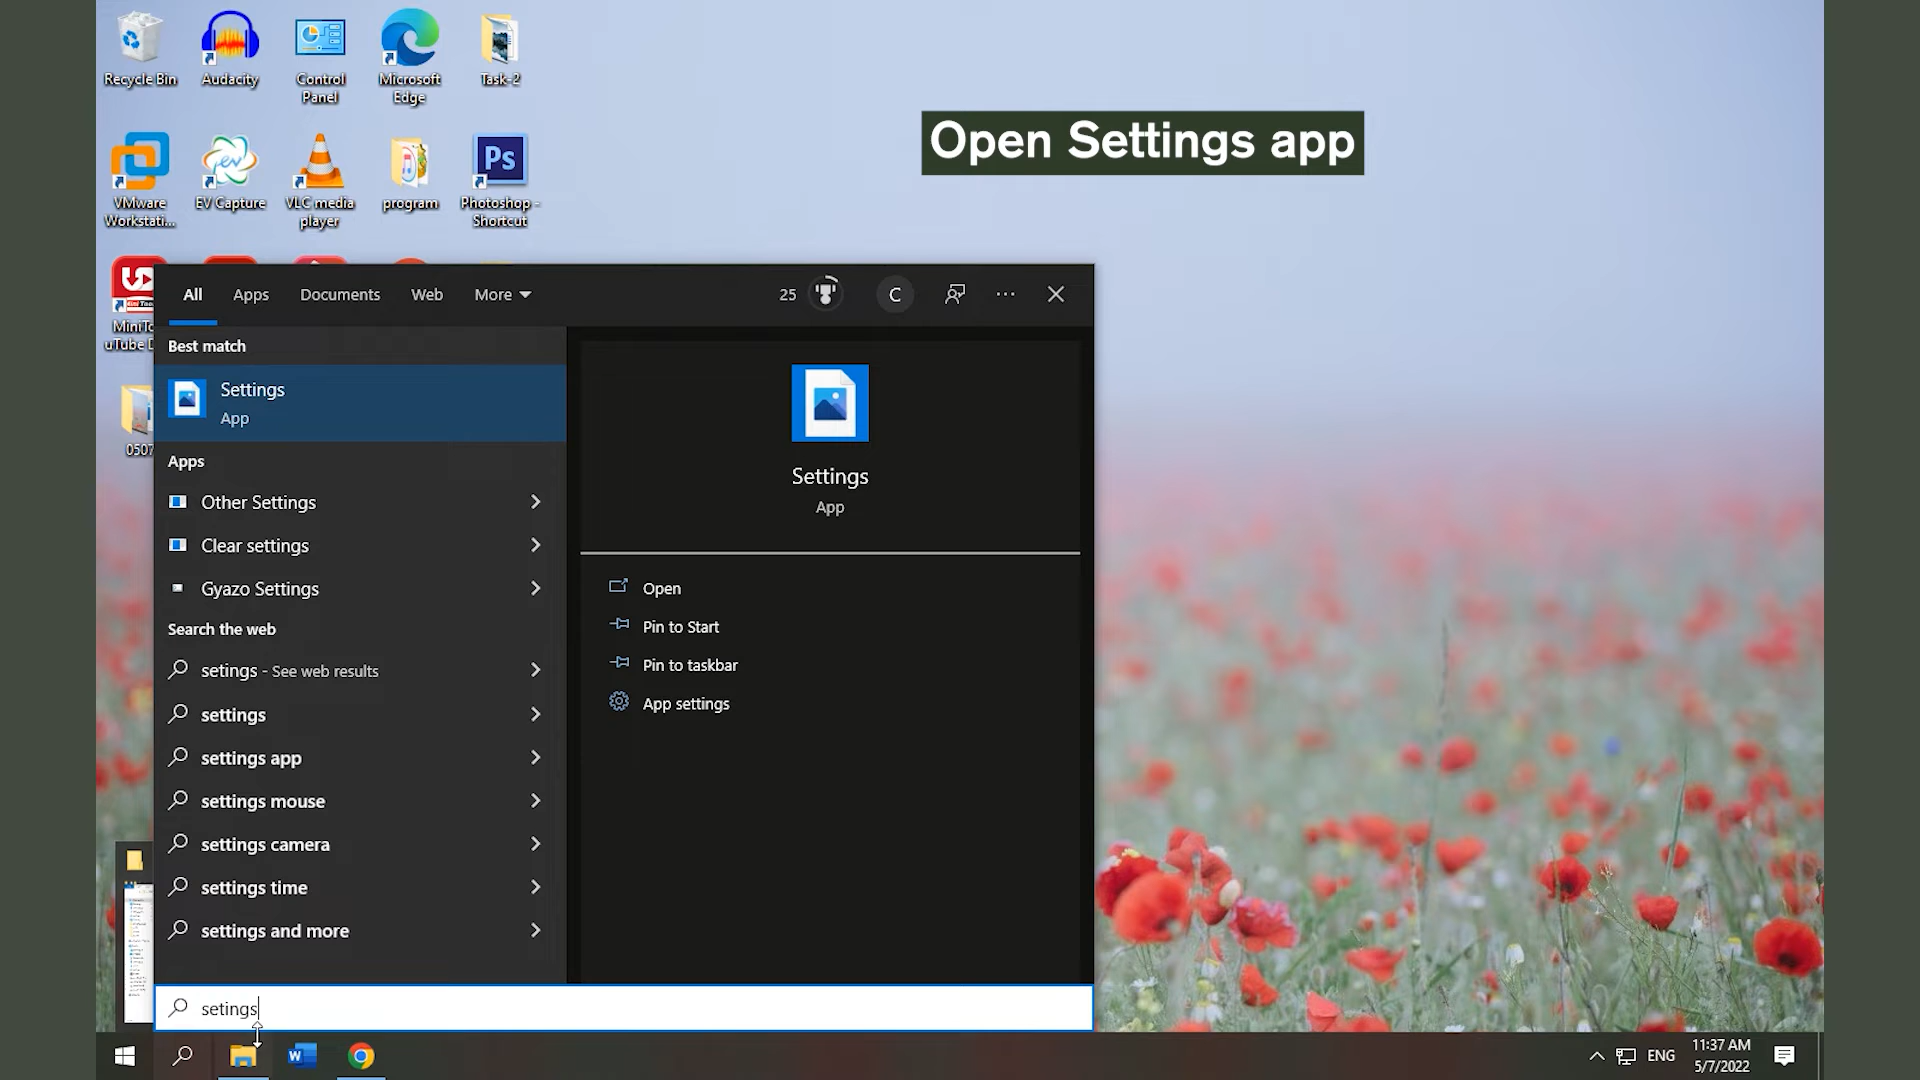 Recycle Bin
Audacity
Control
Panel
Microsoft
Edge
Task-2
Open Settings app
VMware
Workstati...
EV Capture
VLC media
player
program
Ps
Photoshop -
Shortcut
All
Apps
Documents
Web
More
25
C
Best match
Settings
App
Settings
App
Apps
Other Settings
Clear settings
Gyazo Settings
Search the web
setings - See web results
settings
settings app
settings mouse
settings camera
settings time
settings and more
Open
Pin to Start
Pin to taskbar
App settings
MiniTo
uTube D
0507
setings
ENG
11:37 AM
5/7/2022